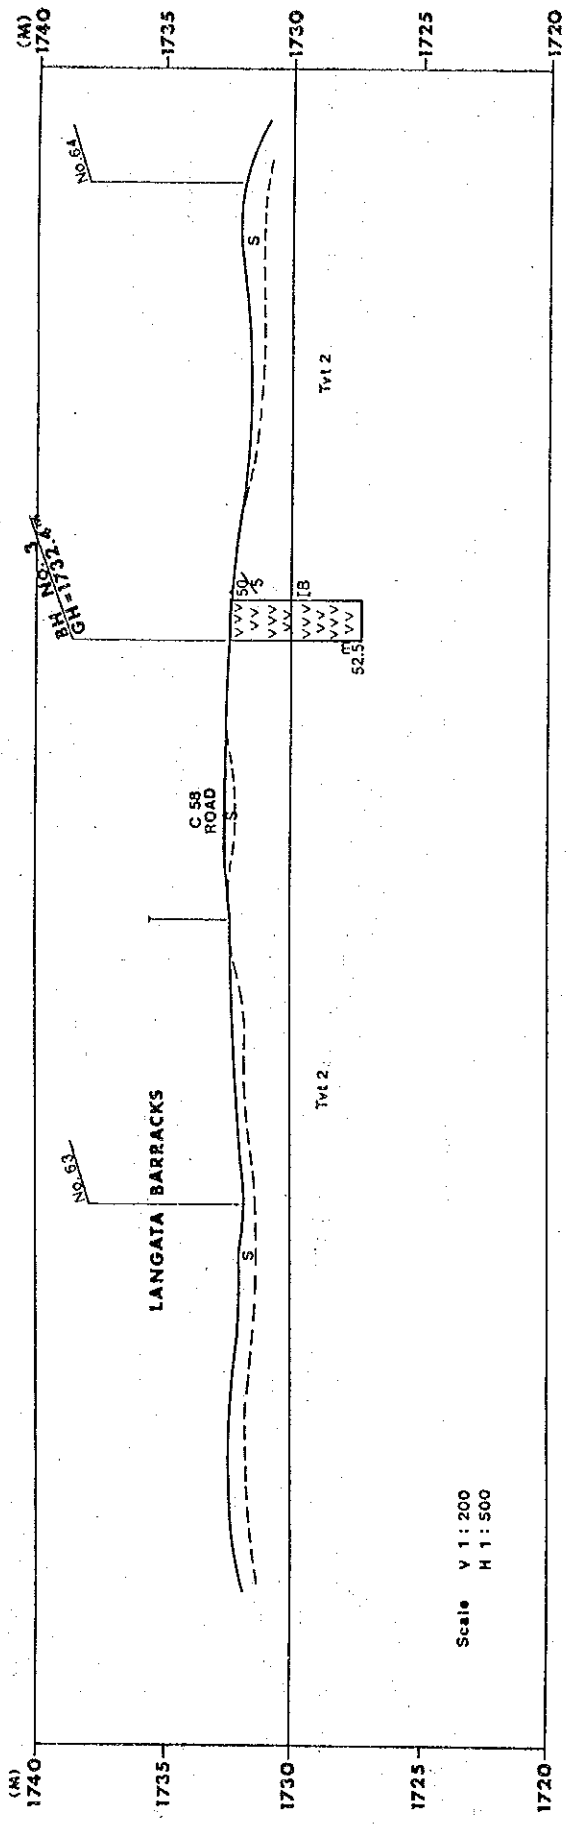 (M)
1740
1735
1730
1725
1720
(M)
1740
1735
1730
1725
1720
No. 63
LANGATA BARRACKS
S
Tvt 2
C 58
ROAD
S
BH NO. 3
GH=1732.4m
50/5
IB
m
52.5
No. 64
S
Tvt 2
Scale V 1 : 200
H 1 : 500